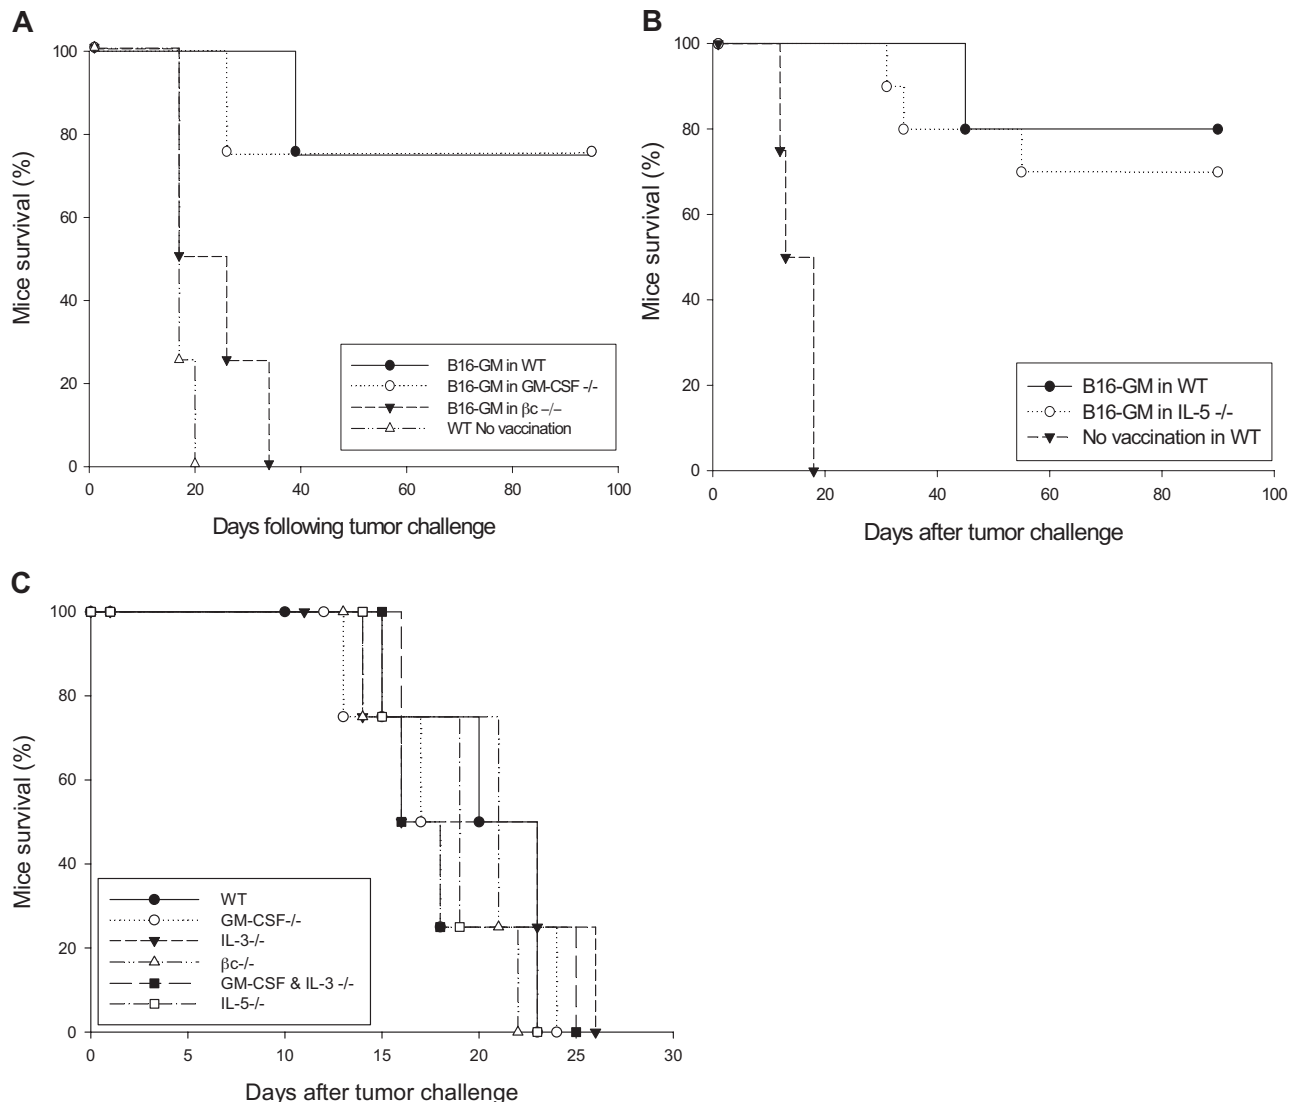 A
100
80
60
40
20
0
Mice survival (%)
B16-GM in WT
B16-GM in GM-CSF -/-
B16-GM in βc -/-
WT No vaccination
0 20 40 60 80 100
Days following tumor challenge
B
100
80
60
40
20
0
Mice survival (%)
B16-GM in WT
B16-GM in IL-5 -/-
No vaccination in WT
0 20 40 60 80 100
Days after tumor challenge
C
100
80
60
40
20
0
Mice survival (%)
WT
GM-CSF-/-
IL-3-/-
βc-/-
GM-CSF & IL-3 -/-
IL-5-/-
0 5 10 15 20 25 30
Days after tumor challenge